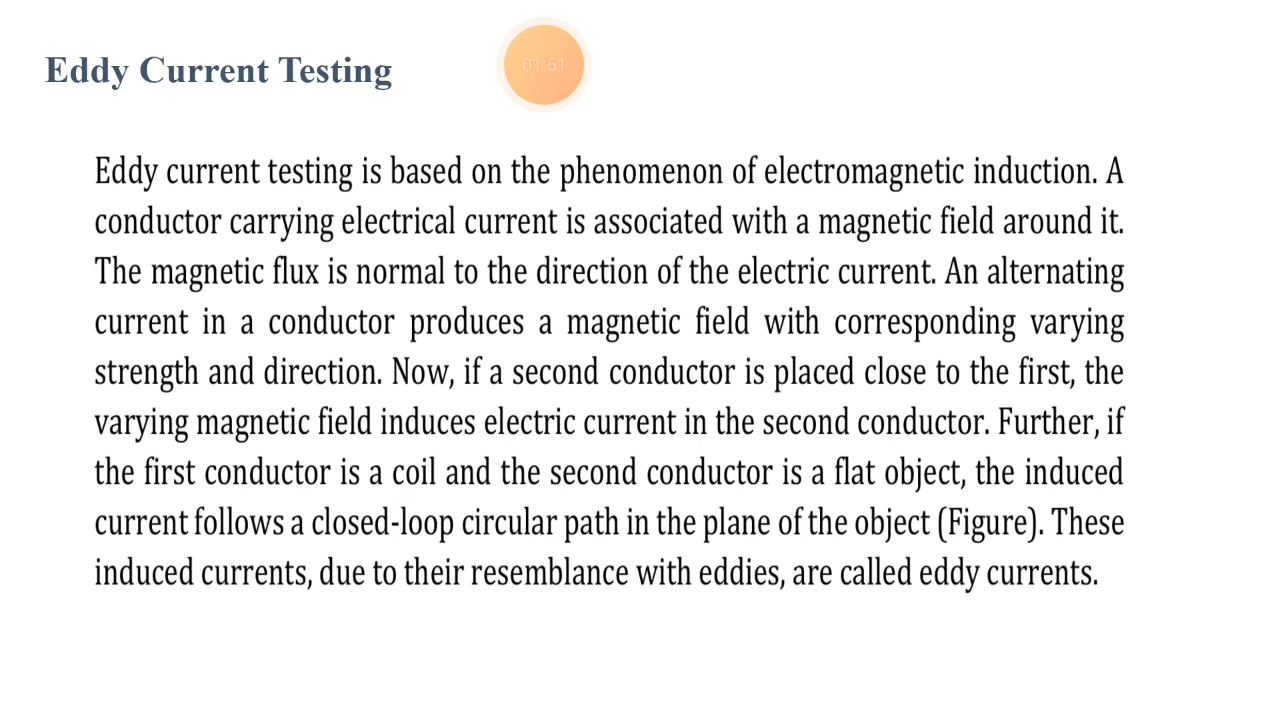 Eddy Current Testing
01:51
Eddy current testing is based on the phenomenon of electromagnetic induction. A
conductor carrying electrical current is associated with a magnetic field around it.
The magnetic flux is normal to the direction of the electric current. An alternating
current in a conductor produces a magnetic field with corresponding varying
strength and direction. Now, if a second conductor is placed close to the first, the
varying magnetic field induces electric current in the second conductor. Further, if
the first conductor is a coil and the second conductor is a flat object, the induced
current follows a closed-loop circular path in the plane of the object (Figure). These
induced currents, due to their resemblance with eddies, are called eddy currents.